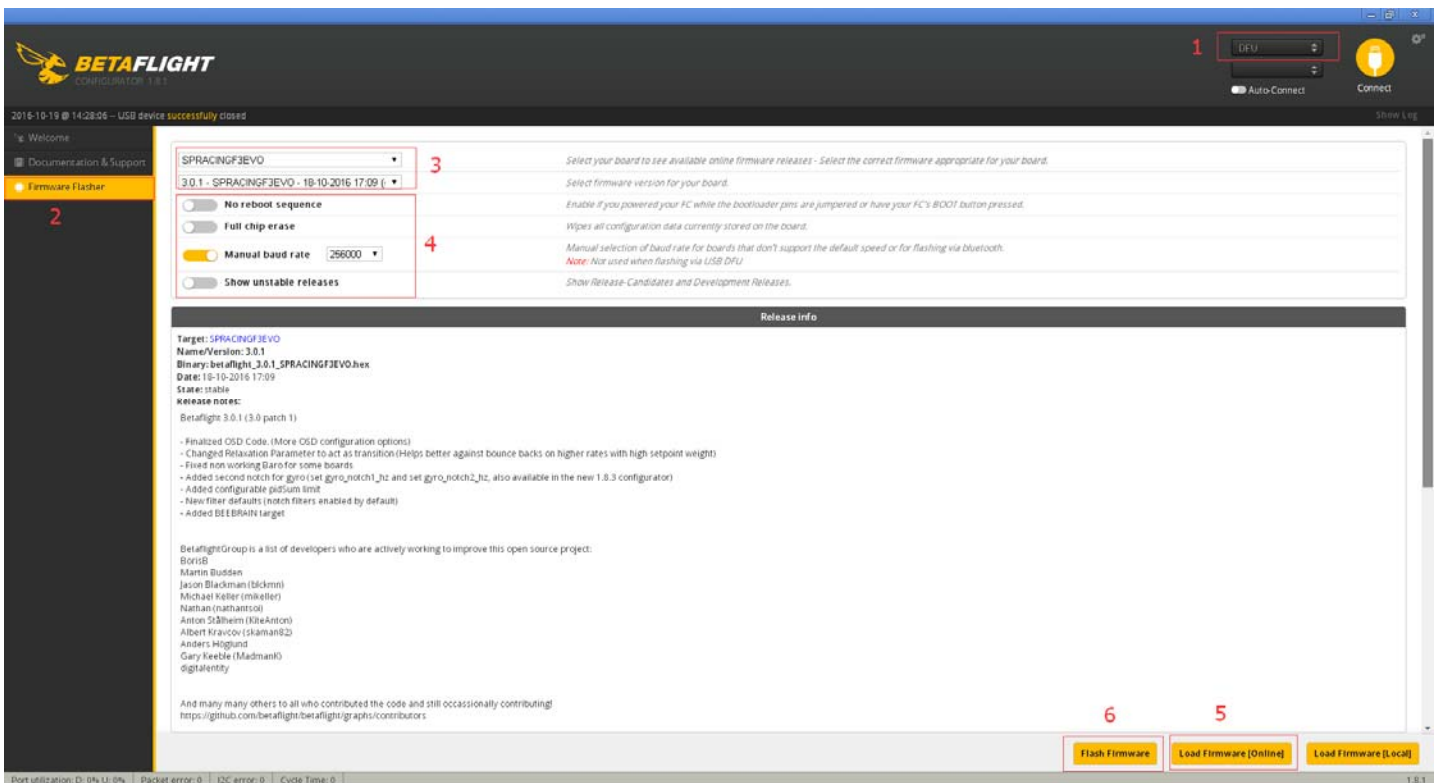 BETAFLIGHT
CONFIGURATOR 1.8.1
1
DFU
Auto-Connect
Connect
2016-10-19 @ 14:28:06 -- USB device successfully closed
Show Log
Welcome
Documentation & Support
Firmware Flasher
2
SPRACINGF3EVO
3
Select your board to see available online firmware releases - Select the correct firmware appropriate for your board.
3.0.1 - SPRACINGF3EVO - 18-10-2016 17:09 (
Select firmware version for your board.
No reboot sequence
Enable if you powered your FC while the bootloader pins are jumpered or have your FC's BOOT button pressed.
Full chip erase
Wipes all configuration data currently stored on the board.
4
Manual baud rate 256000
Manual selection of baud rate for boards that don't support the default speed or for flashing via bluetooth.
Note: Not used when flashing via USB DFU
Show unstable releases
Show Release-Candidates and Development Releases.
Release info
Target: SPRACINGF3EVO
Name/Version: 3.0.1
Binary: betaflight_3.0.1_SPRACINGF3EVO.hex
Date: 18-10-2016 17:09
State: stable
Release notes:
Betaflight 3.0.1 (3.0 patch 1)
- Finalized OSD Code. (More OSD configuration options)
- Changed Relaxation Parameter to act as transition (Helps better against bounce backs on higher rates with high setpoint weight)
- Fixed non working Baro for some boards
- Added second notch for gyro (set gyro_notch1_hz and set gyro_notch2_hz, also available in the new 1.8.3 configurator)
- Added configurable pidSum limit
- New filter defaults (notch filters enabled by default)
- Added BEEBRAIN target
BetaflightGroup is a list of developers who are actively working to improve this open source project:
BorisB
Martin Budden
Jason Blackman (blckmn)
Michael Keller (mikeller)
Nathan (nathantsoi)
Anton Stålheim (KiteAnton)
Albert Kravcov (skaman82)
Anders Höglund
Gary Keeble (MadmanK)
digitalentity
And many many others to all who contributed the code and still occassionally contributing!
https://github.com/betaflight/betaflight/graphs/contributors
6
5
Flash Firmware
Load Firmware [Online]
Load Firmware [Local]
Port utilization: D: 0% U: 0%
Packet error: 0
I2C error: 0
Cycle Time: 0
1.8.1